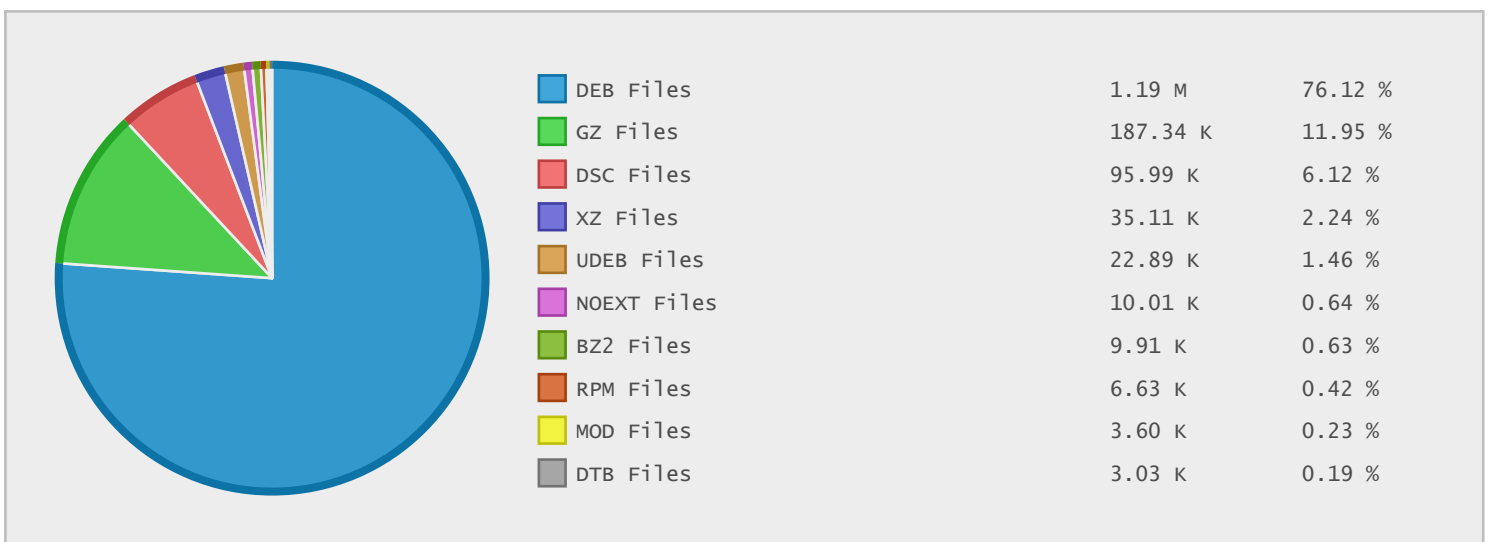 DEB Files 1.19 M 76.12 %
GZ Files 187.34 K 11.95 %
DSC Files 95.99 K 6.12 %
XZ Files 35.11 K 2.24 %
UDEB Files 22.89 K 1.46 %
NOEXT Files 10.01 K 0.64 %
BZ2 Files 9.91 K 0.63 %
RPM Files 6.63 K 0.42 %
MOD Files 3.60 K 0.23 %
DTB Files 3.03 K 0.19 %